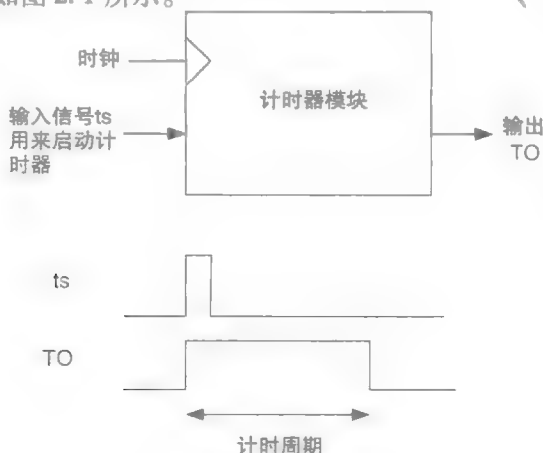 如图 2.1 所示。
时钟
计时器模块
输入信号ts
用来启动计
时器
输出
TO
ts
TO
计时周期